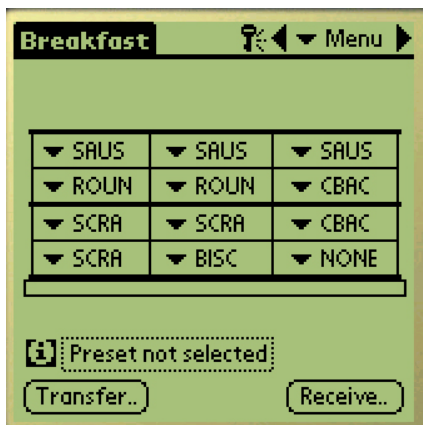 Breakfast Menu
SAUS SAUS SAUS
ROUN ROUN CBAC
SCRA SCRA CBAC
SCRA BISC NONE
Preset not selected
Transfer.. Receive..